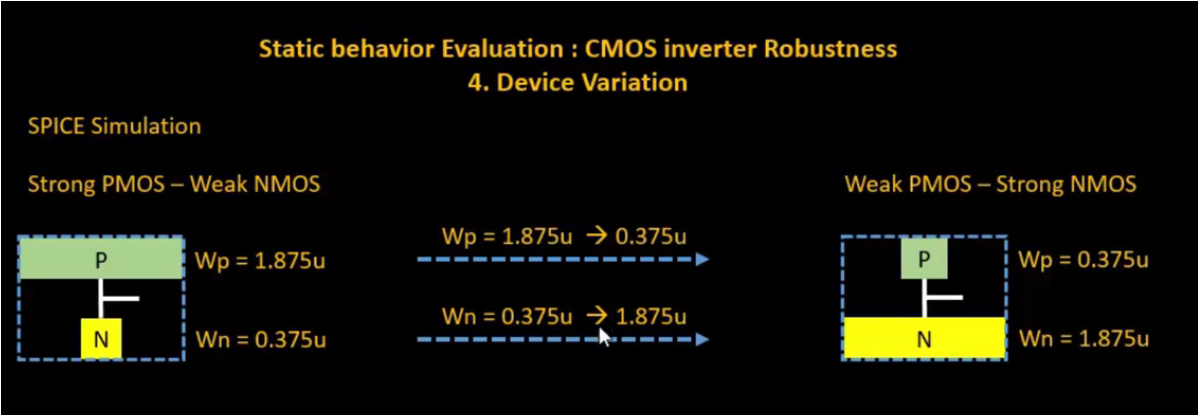 Static behavior Evaluation : CMOS inverter Robustness
4. Device Variation
SPICE Simulation
Strong PMOS – Weak NMOS
Weak PMOS – Strong NMOS
P
Wp = 1.875u
Wp = 1.875u → 0.375u
P
Wp = 0.375u
N
Wn = 0.375u
Wn = 0.375u → 1.875u
N
Wn = 1.875u